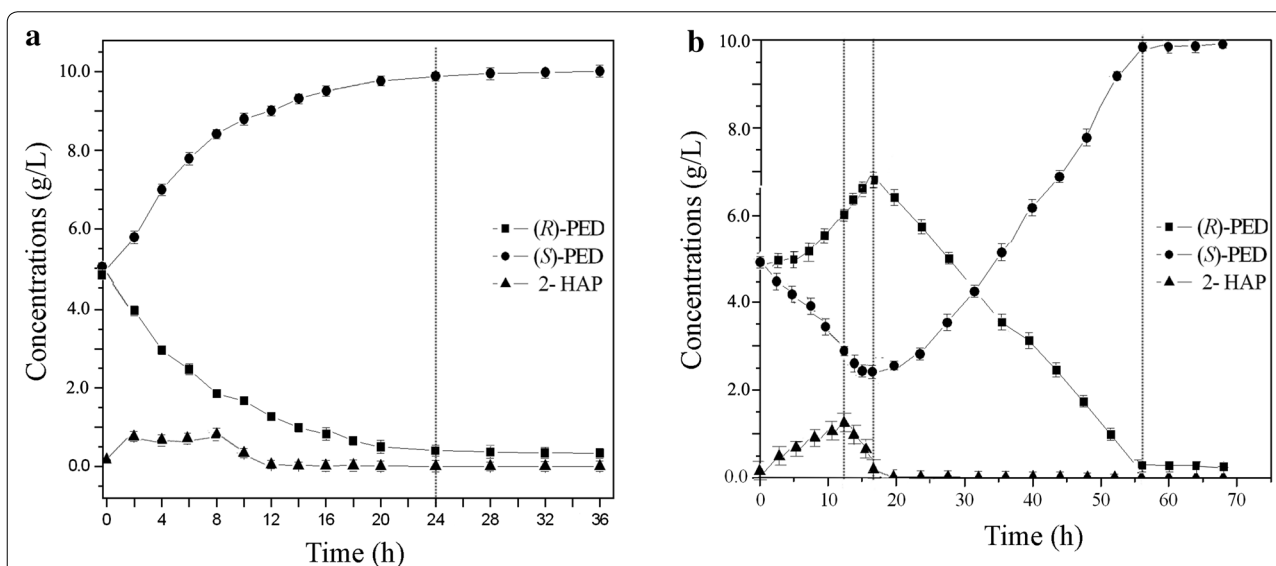 a
Concentrations (g/L)
10.0
8.0
6.0
4.0
2.0
0.0
(R)-PED
(S)-PED
2- HAP
0 4 8 12 16 20 24 28 32 36
Time (h)
b
Concentrations (g/L)
10.0
8.0
6.0
4.0
2.0
0.0
(R)-PED
(S)-PED
2- HAP
0 10 20 30 40 50 60 70
Time (h)